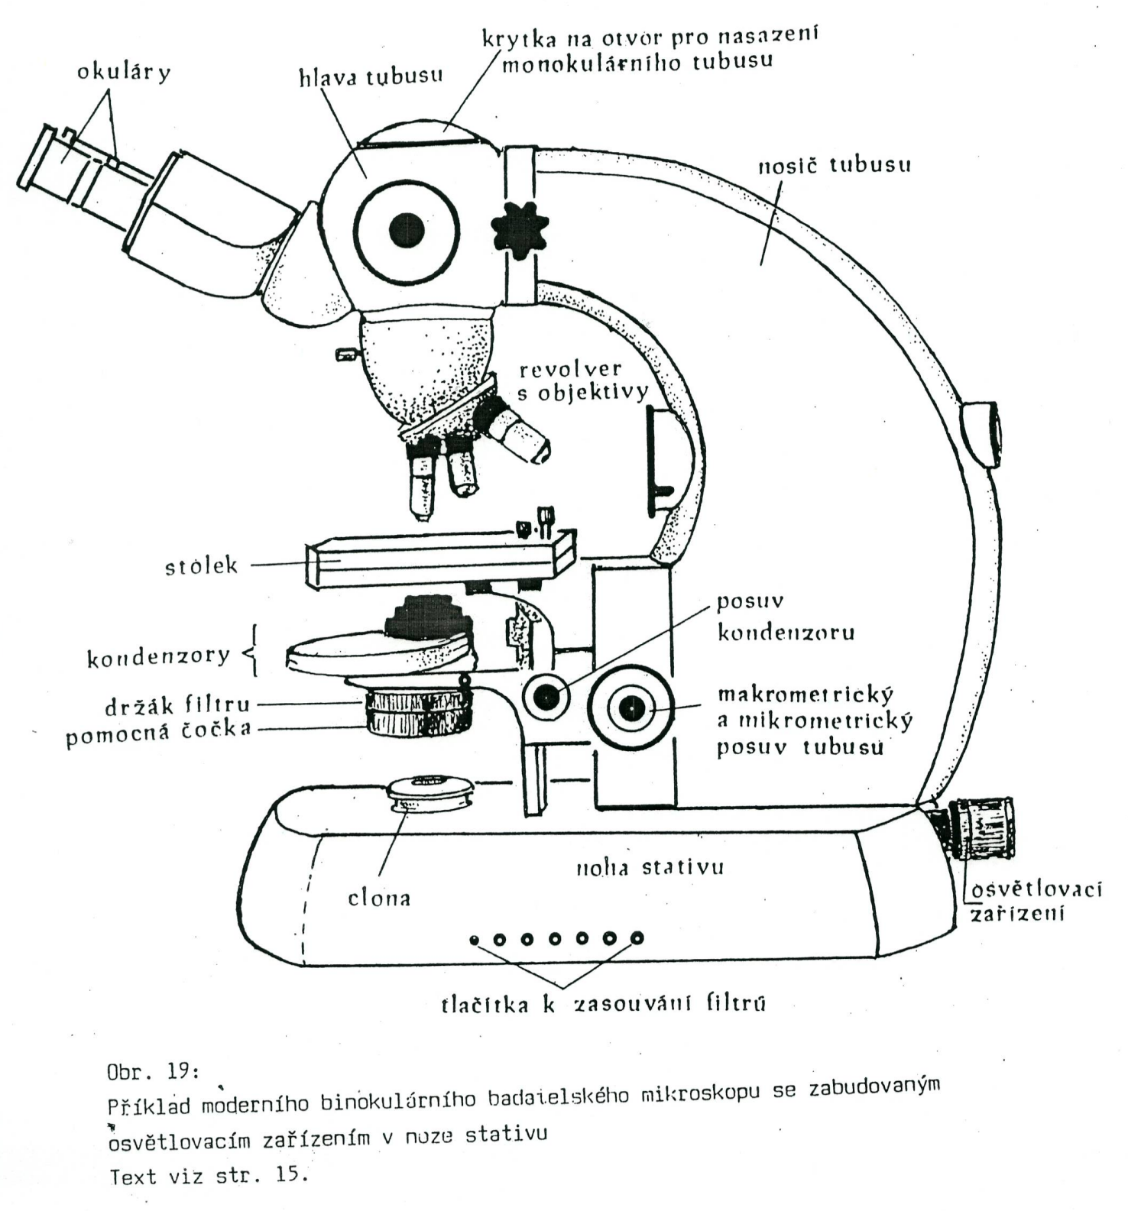 krytka na otvor pro nasazení
monokulárního tubusu
okuláry
hlava tubusu
nosič tubusu
revolver
s objektivy
stolek
posuv
kondenzoru
kondenzory
držák filtru
pomocná čočka
makrometrický
a mikrometrický
posuv tubusu
noha stativu
clona
osvětlovací
zařízení
tlačítka k zasouvání filtrů
Obr. 19:
Příklad moderního binokulárního badatelského mikroskopu se zabudovaným
osvětlovacím zařízením v noze stativu
Text viz str. 15.